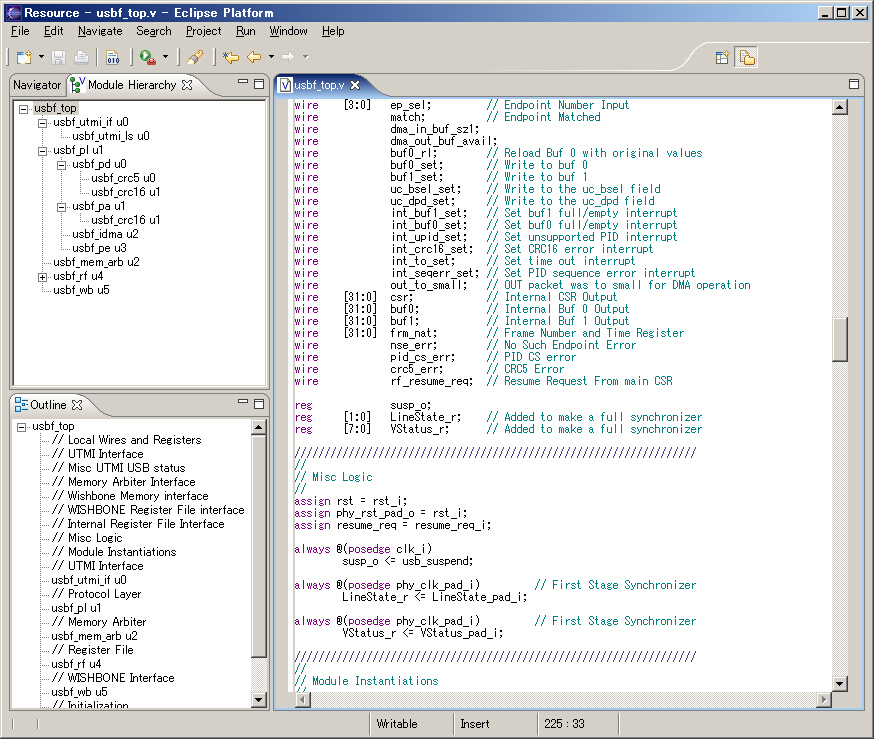 Resource - usbf_top.v - Eclipse Platform
File Edit Navigate Search Project Run Window Help
Navigator Module Hierarchy
usbf_top
usbf_utmi_if u0
usbf_utmi_ls u0
usbf_pl u1
usbf_pd u0
usbf_crc5 u0
usbf_crc16 u1
usbf_pa u1
usbf_crc16 u1
usbf_idma u2
usbf_pe u3
usbf_mem_arb u2
usbf_rf u4
usbf_wb u5
Outline
usbf_top
// Local Wires and Registers
// UTMI Interface
// Misc UTMI USB status
// Memory Arbiter Interface
// Wishbone Memory interface
// WISHBONE Register File interface
// Internal Register File Interface
// Misc Logic
// Module Instantiations
// UTMI Interface
usbf_utmi_if u0
// Protocol Layer
usbf_pl u1
// Memory Arbiter
usbf_mem_arb u2
// Register File
usbf_rf u4
// WISHBONE Interface
usbf_wb u5
// Initialization
usbf_top.v
wire [3:0] ep_sel; // Endpoint Number Input
wire match; // Endpoint Matched
wire dma_in_buf_sz1;
wire dma_out_buf_avail;
wire buf0_rl; // Reload Buf 0 with original values
wire buf0_set; // Write to buf 0
wire buf1_set; // Write to buf 1
wire uc_bsel_set; // Write to the uc_bsel field
wire uc_dpd_set; // Write to the uc_dpd field
wire int_buf1_set; // Set buf1 full/empty interrupt
wire int_buf0_set; // Set buf0 full/empty interrupt
wire int_upid_set; // Set unsupported PID interrupt
wire int_crc16_set; // Set CRC16 error interrupt
wire int_to_set; // Set time out interrupt
wire int_seqerr_set; // Set PID sequence error interrupt
wire out_to_small; // OUT packet was to small for DMA operation
wire [31:0] csr; // Internal CSR Output
wire [31:0] buf0; // Internal Buf 0 Output
wire [31:0] buf1; // Internal Buf 1 Output
wire [31:0] frm_nat; // Frame Number and Time Register
wire nse_err; // No Such Endpoint Error
wire pid_cs_err; // PID CS error
wire crc5_err; // CRC5 Error
wire rf_resume_req; // Resume Request From main CSR
reg susp_o;
reg [1:0] LineState_r; // Added to make a full synchronizer
reg [7:0] VStatus_r; // Added to make a full synchronizer
///////////////////////////////////////////////////////////////////
//
// Misc Logic
//
assign rst = rst_i;
assign phy_rst_pad_o = rst_i;
assign resume_req = resume_req_i;
always @(posedge clk_i)
susp_o <= usb_suspend;
always @(posedge phy_clk_pad_i) // First Stage Synchronizer
LineState_r <= LineState_pad_i;
always @(posedge phy_clk_pad_i) // First Stage Synchronizer
VStatus_r <= VStatus_pad_i;
///////////////////////////////////////////////////////////////////
//
// Module Instantiations
//
Writable Insert 225 : 33